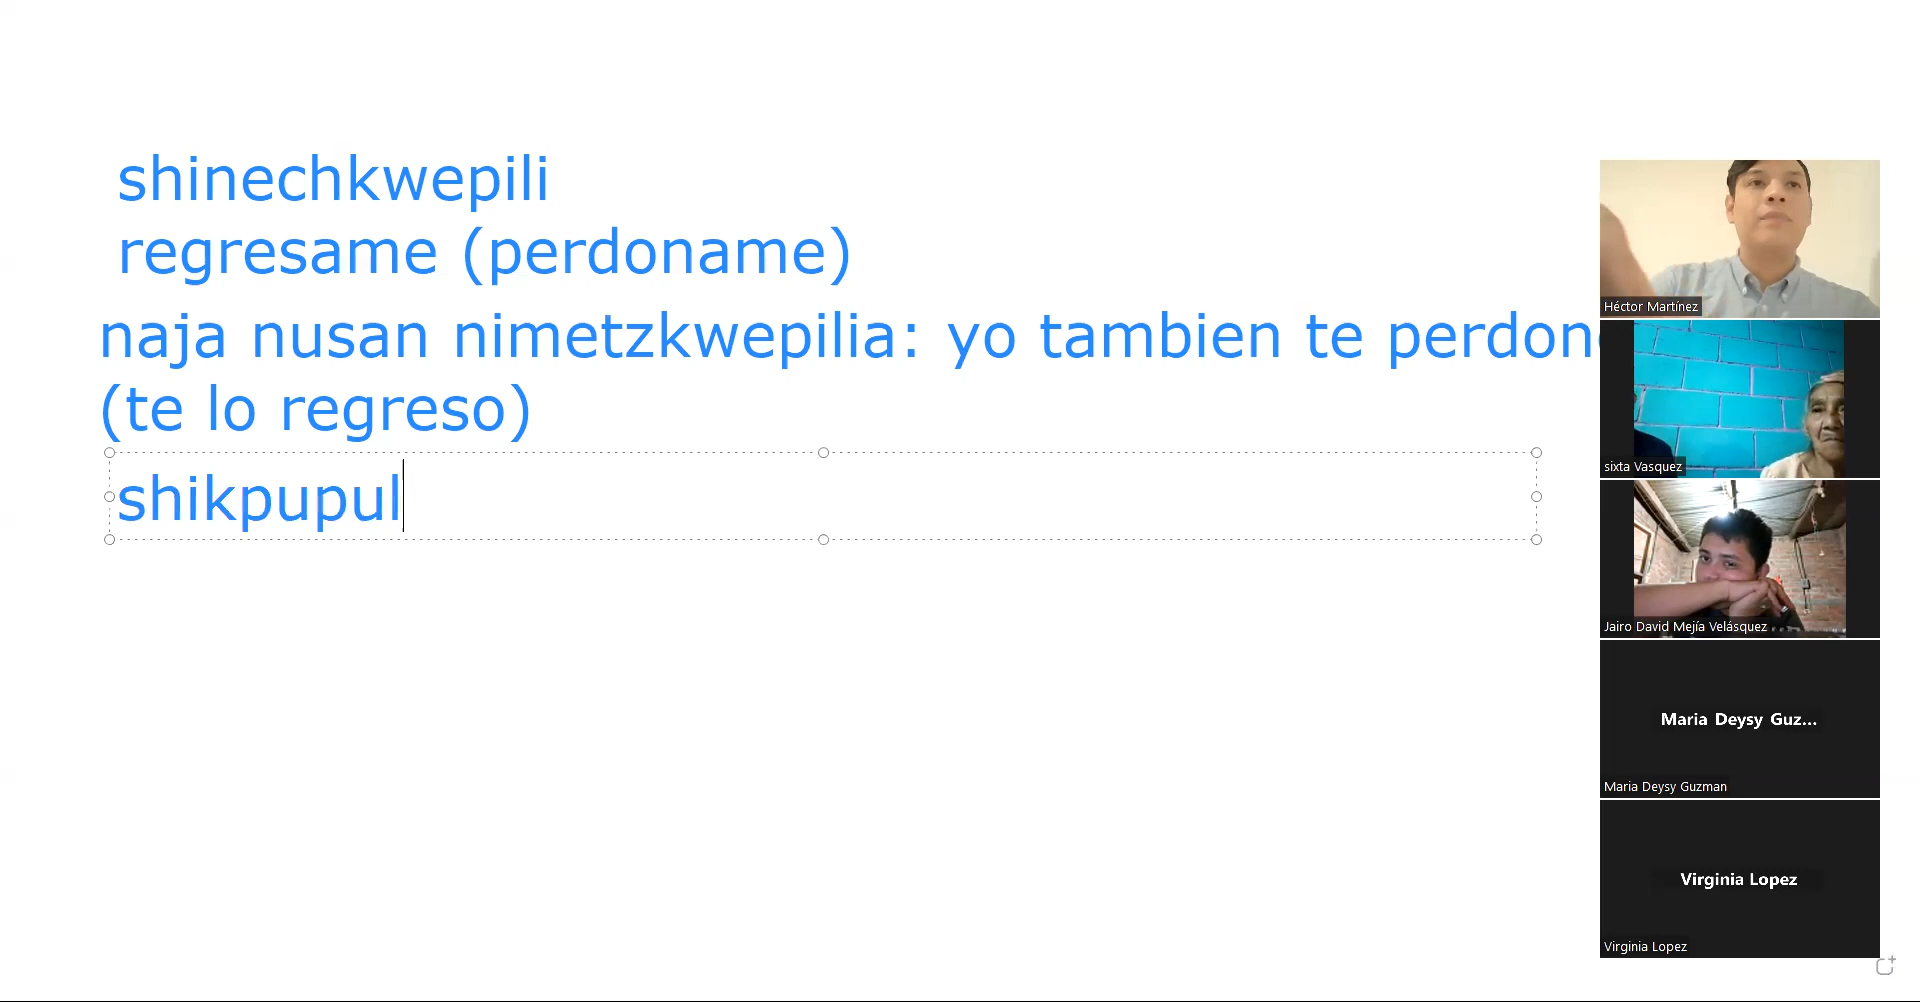 shinechkwepili
regresame (perdoname)
naja nusan nimetzkwepilia: yo tambien te perdon
(te lo regreso)
shikpupul
Héctor Martínez
sixta Vasquez
Jairo David Mejía Velásquez
Maria Deysy Guz...
Maria Deysy Guzman
Virginia Lopez
Virginia Lopez